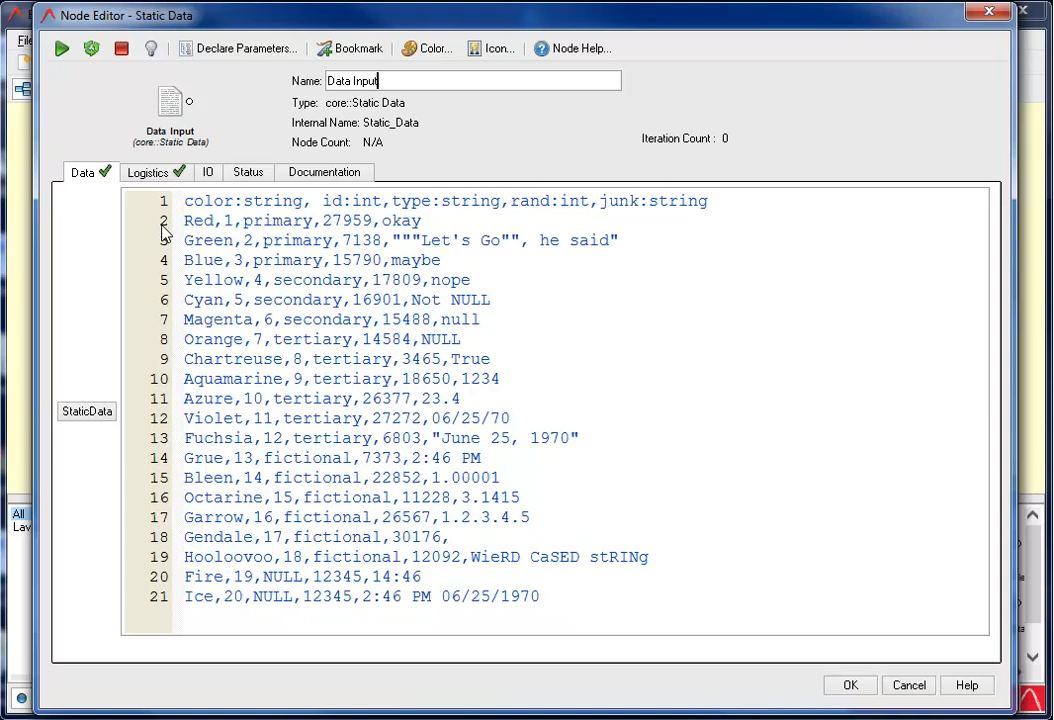 Node Editor - Static Data
File
Declare Parameters... Bookmark Color... Icon... Node Help...
Name: Data Input
Type: core::Static Data
Internal Name: Static_Data
Node Count: N/A
Iteration Count : 0
Data Input
(core::Static Data)
Data Logistics IO Status Documentation
StaticData
1 color:string, id:int,type:string,rand:int,junk:string
2 Red,1,primary,27959,okay
3 Green,2,primary,7138,"""Let's Go"", he said"
4 Blue,3,primary,15790,maybe
5 Yellow,4,secondary,17809,nope
6 Cyan,5,secondary,16901,Not NULL
7 Magenta,6,secondary,15488,null
8 Orange,7,tertiary,14584,NULL
9 Chartreuse,8,tertiary,3465,True
10 Aquamarine,9,tertiary,18650,1234
11 Azure,10,tertiary,26377,23.4
12 Violet,11,tertiary,27272,06/25/70
13 Fuchsia,12,tertiary,6803,"June 25, 1970"
14 Grue,13,fictional,7373,2:46 PM
15 Bleen,14,fictional,22852,1.00001
16 Octarine,15,fictional,11228,3.1415
17 Garrow,16,fictional,26567,1.2.3.4.5
18 Gendale,17,fictional,30176,
19 Hooloovoo,18,fictional,12092,WieRD CaSED stRINg
20 Fire,19,NULL,12345,14:46
21 Ice,20,NULL,12345,2:46 PM 06/25/1970
All
OK Cancel Help